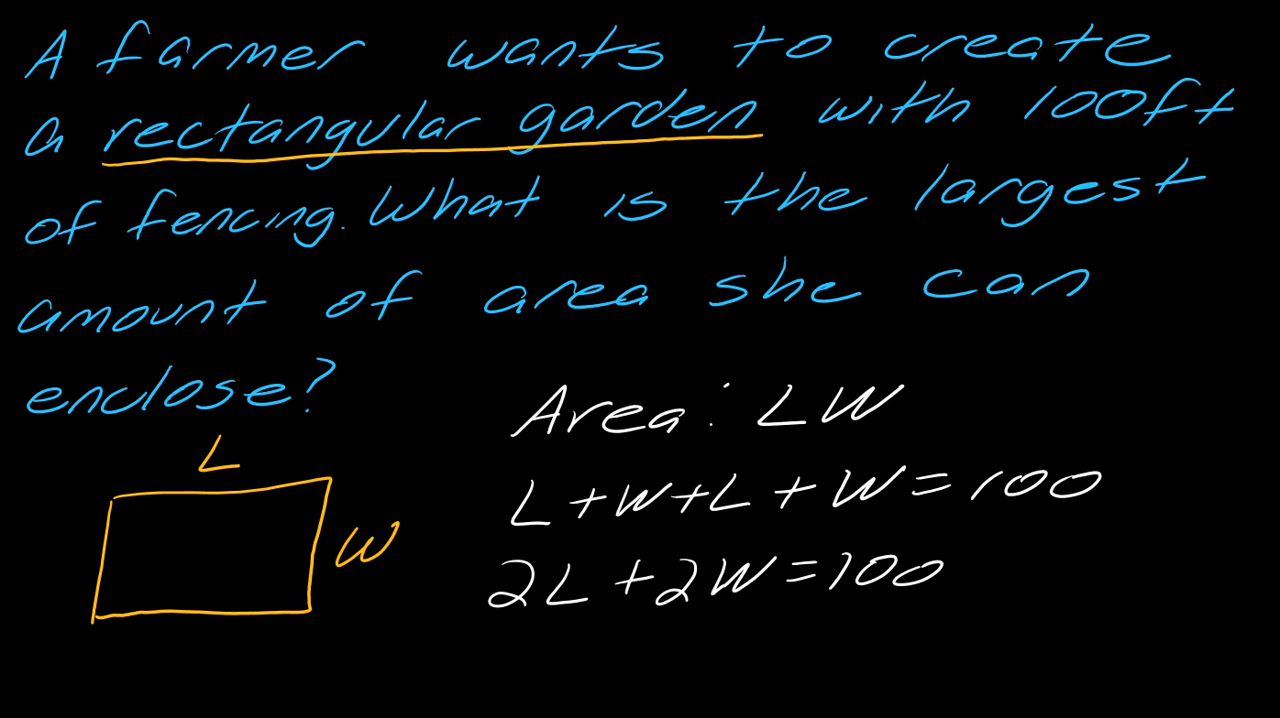 A farmer wants to create
a rectangular garden with 100ft
of fencing. What is the largest
amount of area she can
enclose?
Area: LW
L
L+W+L+W=100
W
2L+2W=100